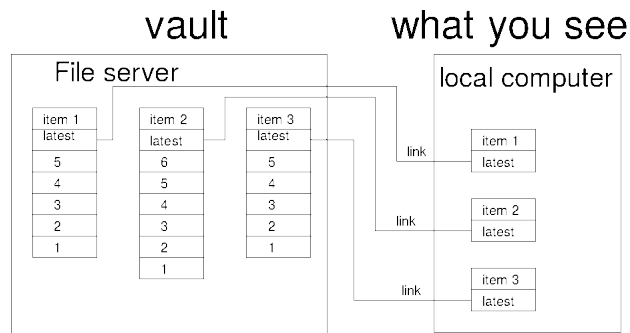 vault
what you see
File server
local computer
item 1
latest
5
4
3
2
1
item 2
latest
6
5
4
3
2
1
item 3
latest
5
4
3
2
1
link
item 1
latest
link
item 2
latest
link
item 3
latest